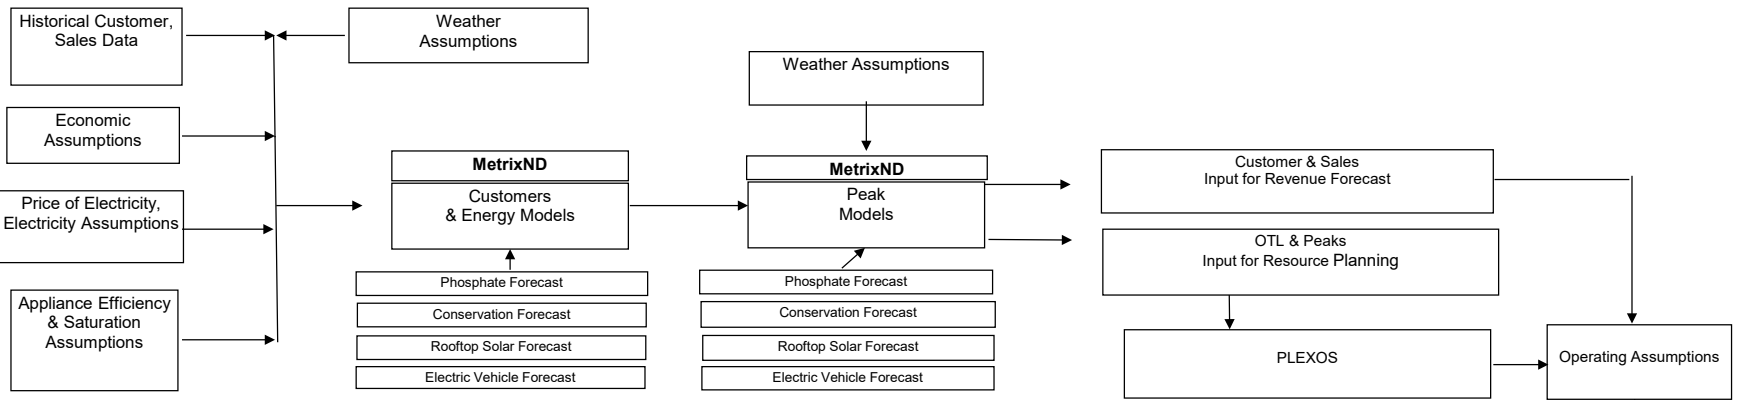 Historical Customer,
Sales Data
Weather
Assumptions
Economic
Assumptions
Price of Electricity,
Electricity Assumptions
Appliance Efficiency
& Saturation
Assumptions
MetrixND
Customers
& Energy Models
Phosphate Forecast
Conservation Forecast
Rooftop Solar Forecast
Electric Vehicle Forecast
Weather Assumptions
MetrixND
Peak
Models
Phosphate Forecast
Conservation Forecast
Rooftop Solar Forecast
Electric Vehicle Forecast
Customer & Sales
Input for Revenue Forecast
OTL & Peaks
Input for Resource Planning
PLEXOS
Operating Assumptions